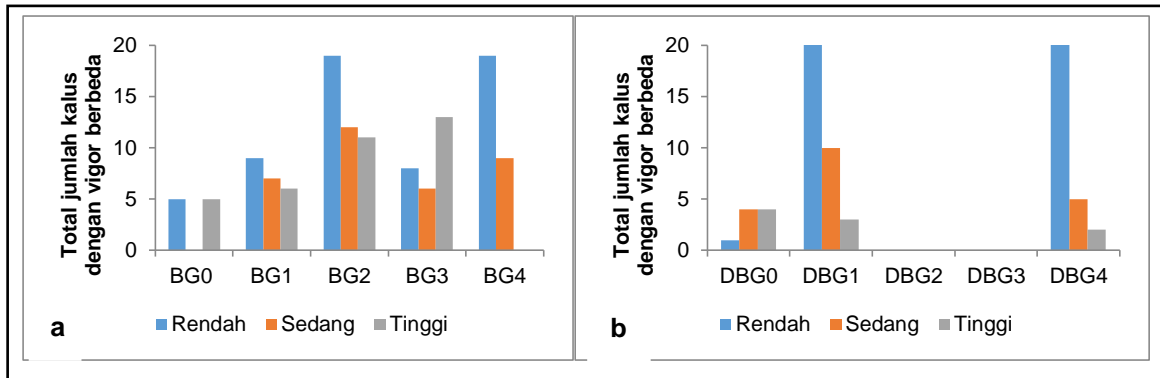 Total jumlah kalus
dengan vigor berbeda
20
15
10
5
0
BG0 BG1 BG2 BG3 BG4
Rendah Sedang Tinggi
a
Total jumlah kalus
dengan vigor berbeda
20
15
10
5
0
DBG0 DBG1 DBG2 DBG3 DBG4
Rendah Sedang Tinggi
b